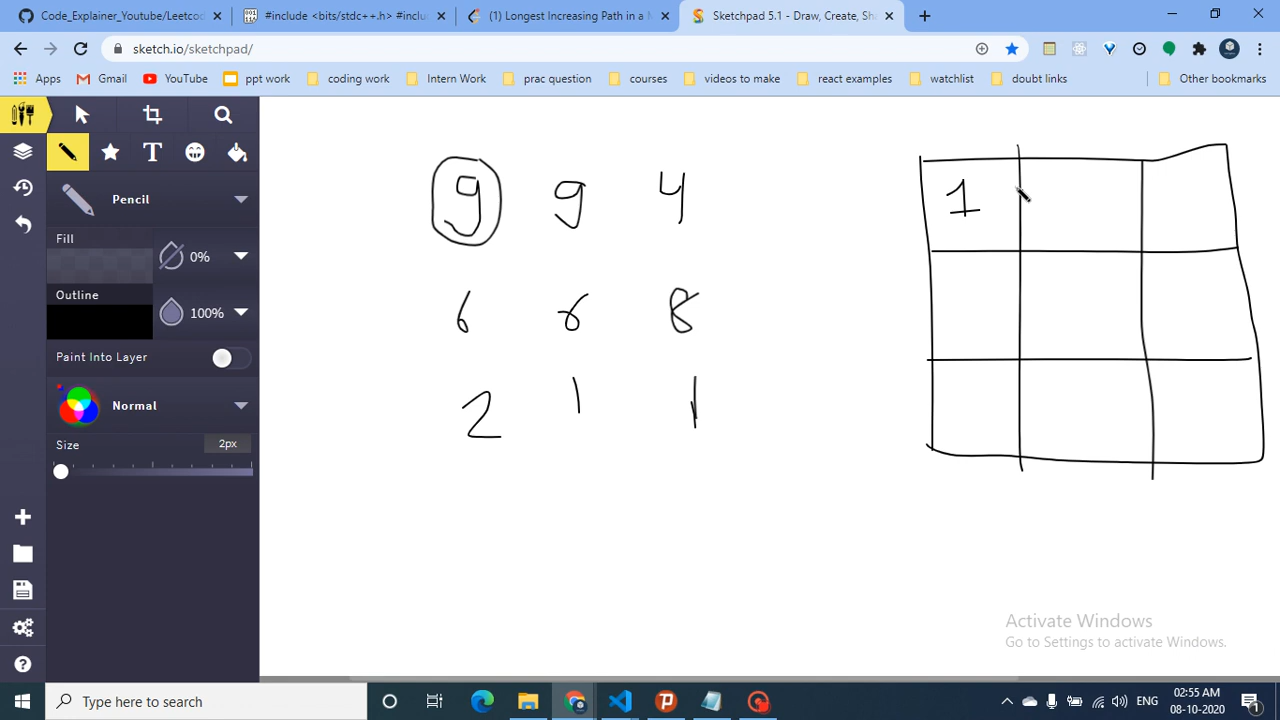 Code_Explainer_Youtube/Leetcod
#include <bits/stdc++.h> #inclu
(1) Longest Increasing Path in a M
Sketchpad 5.1 - Draw, Create, Sh
sketch.io/sketchpad/
Apps Gmail YouTube ppt work coding work Intern Work prac question courses videos to make react examples watchlist doubt links Other bookmarks
9 9 4
1
Pencil
Fill
0%
Outline
100%
6 6 8
Paint Into Layer
Normal
2 1 1
Size
2px
Activate Windows
Go to Settings to activate Windows.
Type here to search
ENG
02:55 AM
08-10-2020
1